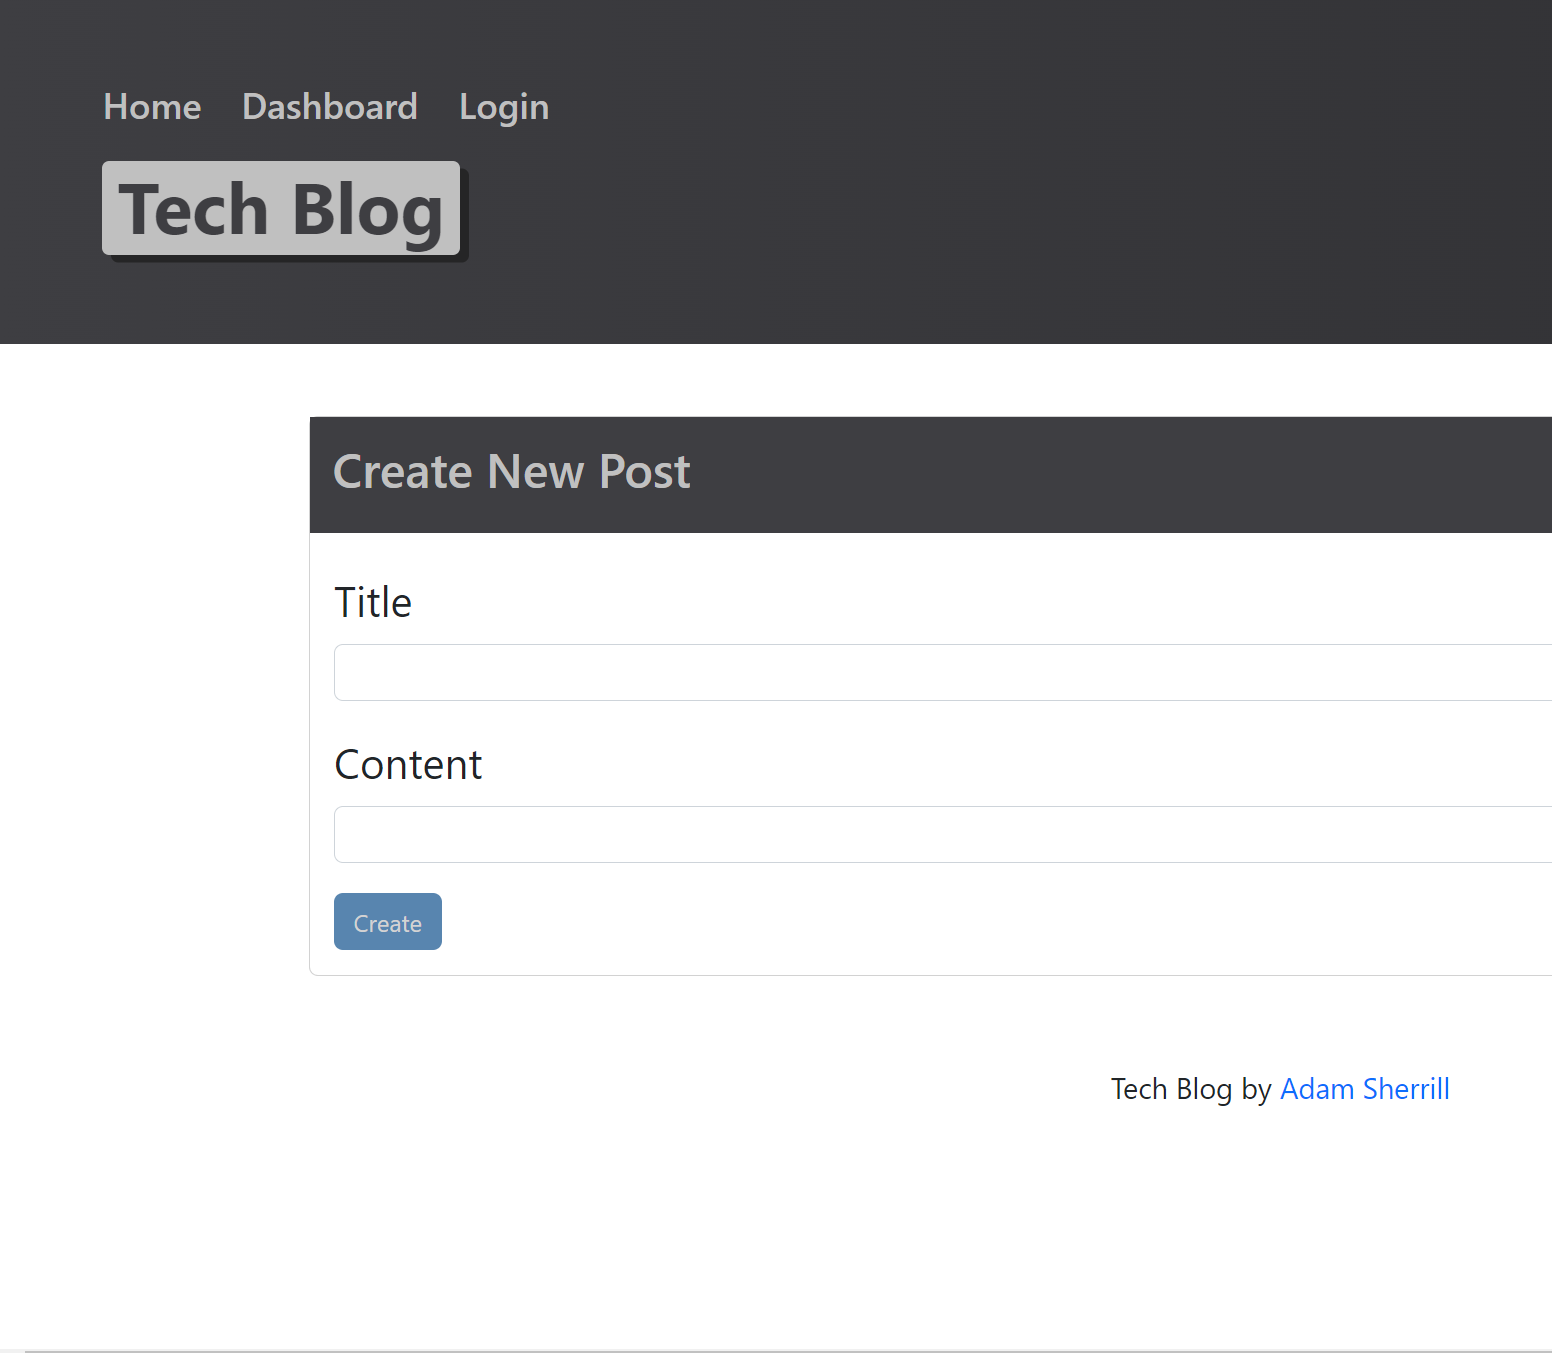 Home Dashboard Login
Tech Blog
Create New Post
Title
Content
Create
Tech Blog by Adam Sherrill